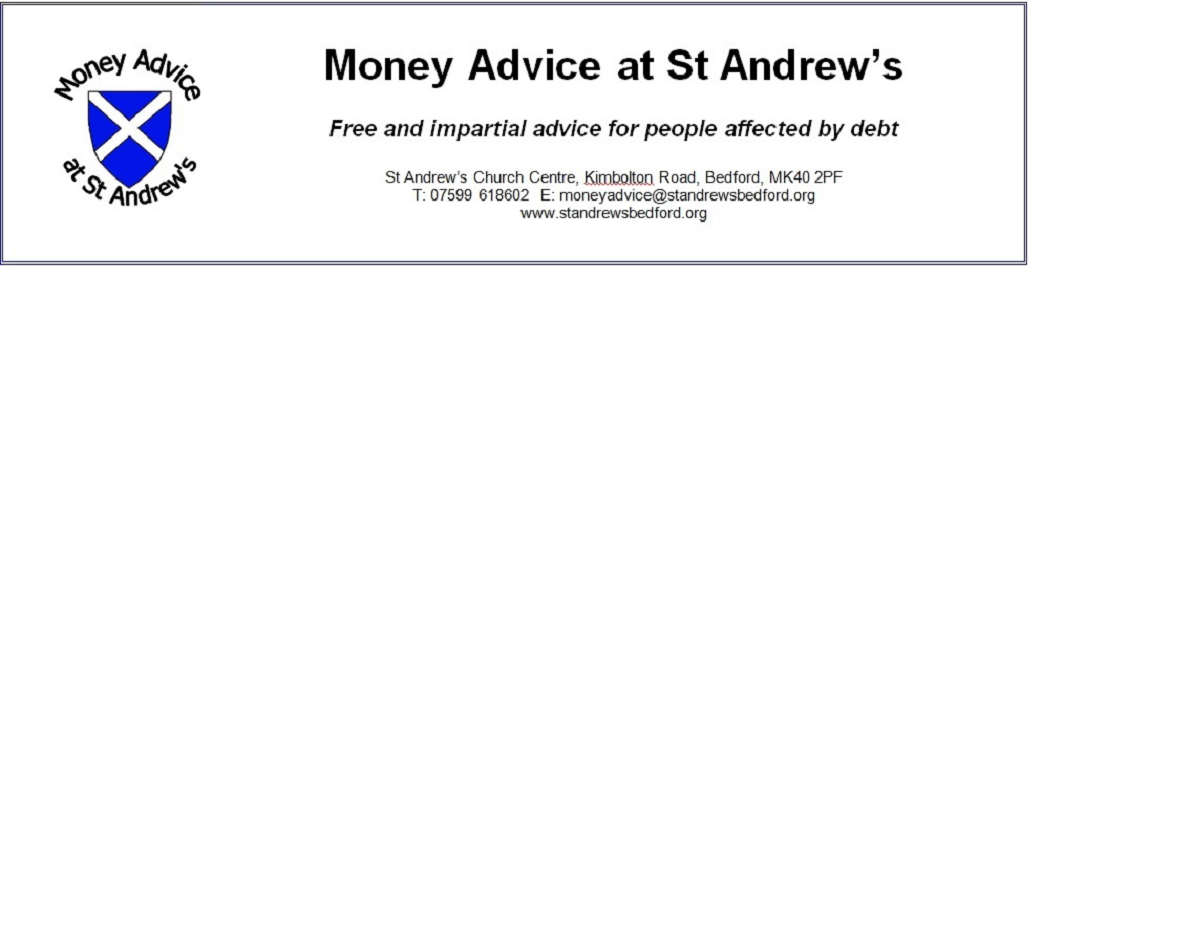 Money Advice
at St Andrew's
Money Advice at St Andrew’s
Free and impartial advice for people affected by debt
St Andrew’s Church Centre, Kimbolton Road, Bedford, MK40 2PF
T: 07599 618602 E: moneyadvice@standrewsbedford.org
www.standrewsbedford.org